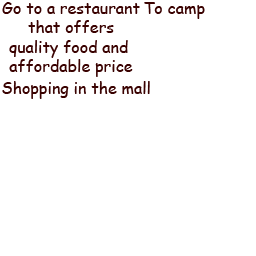 Go to a restaurant To camp
that offers
quality food and
affordable price
Shopping in the mall